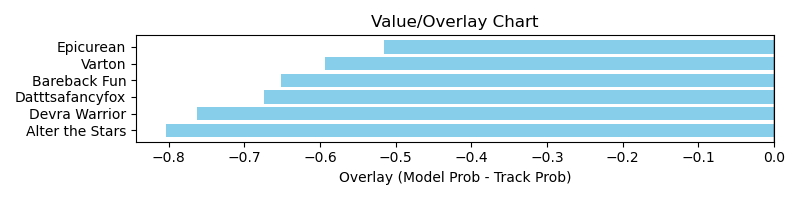 Value/Overlay Chart
Epicurean
Varton
Bareback Fun
Datttsafancyfox
Devra Warrior
Alter the Stars
−0.8 −0.7 −0.6 −0.5 −0.4 −0.3 −0.2 −0.1 0.0
Overlay (Model Prob - Track Prob)